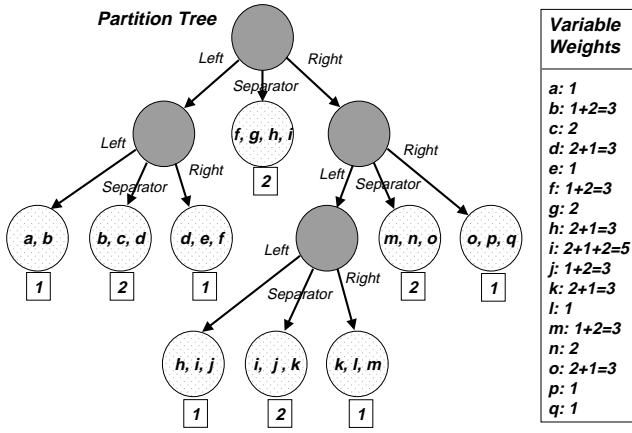 Partition Tree
Left
Right
Separator
f, g, h, i
2
Left
Separator
Right
Left
Separator
Right
a, b
1
b, c, d
2
d, e, f
1
m, n, o
2
o, p, q
1
Left
Separator
Right
h, i, j
1
i, j, k
2
k, l, m
1
Variable
Weights
a: 1
b: 1+2=3
c: 2
d: 2+1=3
e: 1
f: 1+2=3
g: 2
h: 2+1=3
i: 2+1+2=5
j: 1+2=3
k: 2+1=3
l: 1
m: 1+2=3
n: 2
o: 2+1=3
p: 1
q: 1